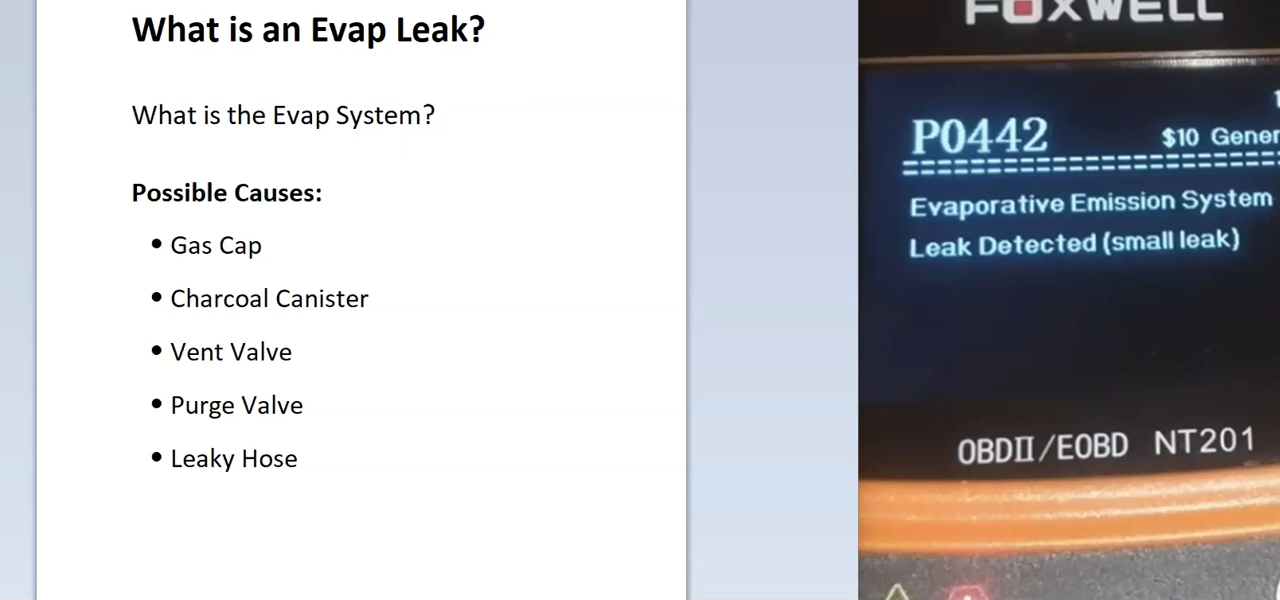 What is an Evap Leak?
What is the Evap System?
Possible Causes:
• Gas Cap
• Charcoal Canister
• Vent Valve
• Purge Valve
• Leaky Hose
FOXWELL
P0442
$10 Gener
Evaporative Emission System
Leak Detected (small leak)
OBDII/EOBD NT201